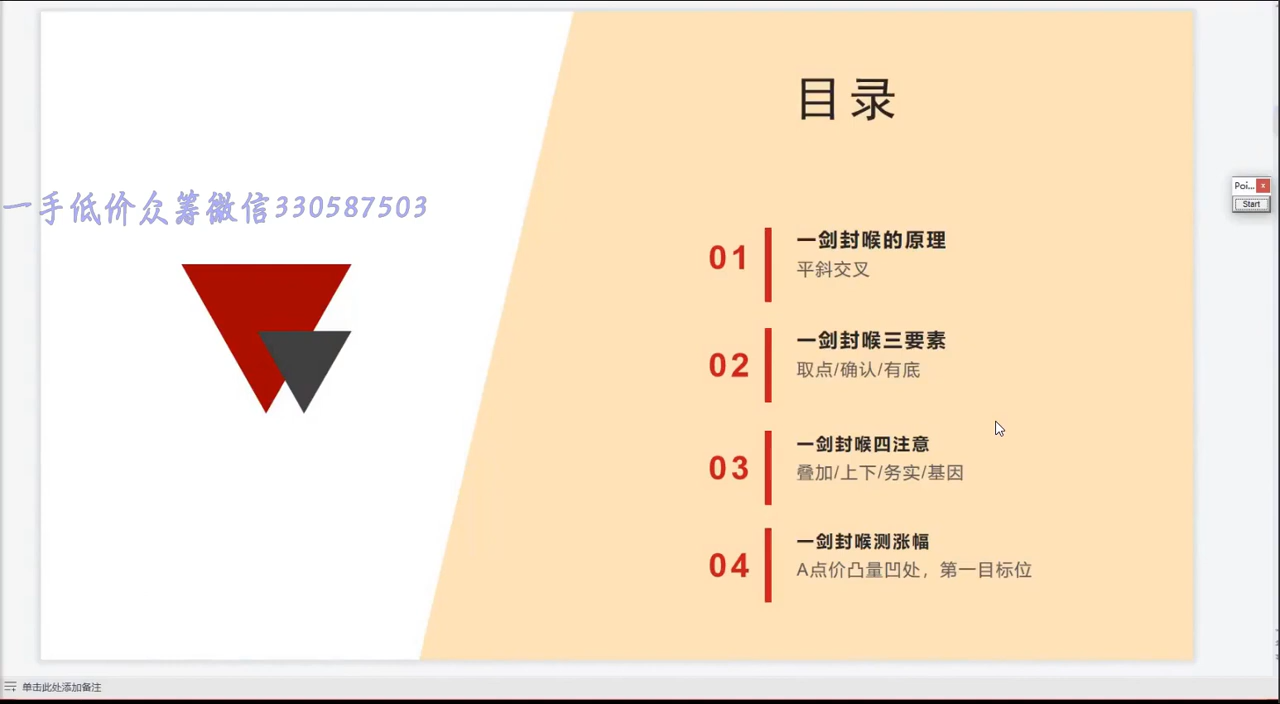 目录
一手低价众筹微信330587503
Poi...
x
Start
01
一剑封喉的原理
平斜交叉
02
一剑封喉三要素
取点/确认/有底
03
一剑封喉四注意
叠加/上下/务实/基因
04
一剑封喉测涨幅
A点价凸量凹处，第一目标位
单击此处添加备注